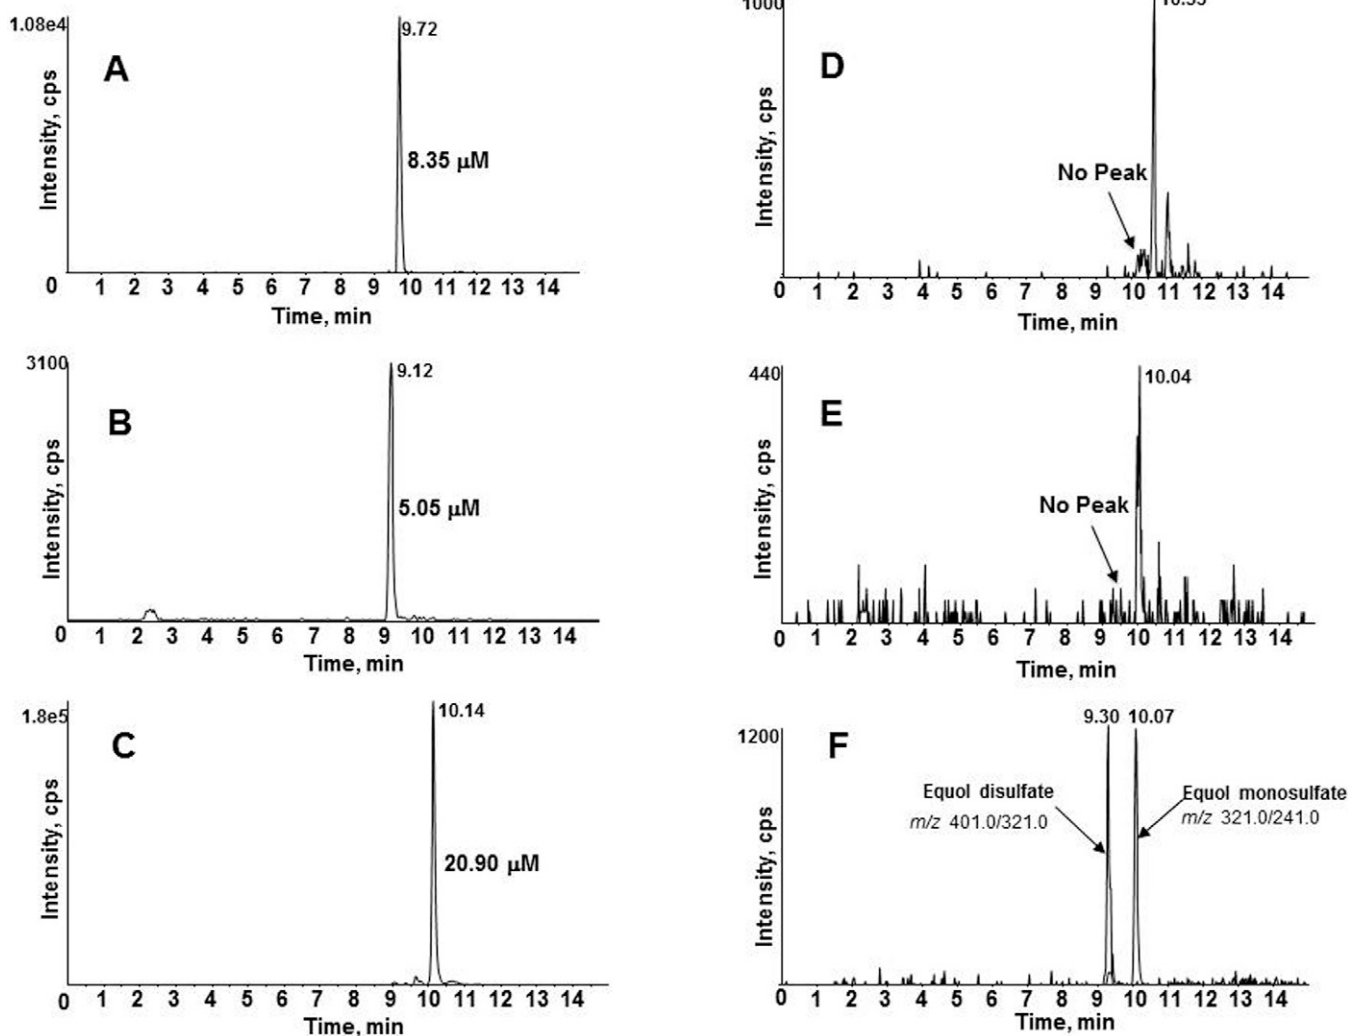 1.08e4
9.72
A
8.35 µM
Intensity, cps
0 1 2 3 4 5 6 7 8 9 10 11 12 13 14
Time, min
3100
9.12
B
5.05 µM
Intensity, cps
0 1 2 3 4 5 6 7 8 9 10 11 12 13 14
Time, min
1.8e5
10.14
C
20.90 µM
Intensity, cps
0 1 2 3 4 5 6 7 8 9 10 11 12 13 14
Time, min
1000
D
No Peak
Intensity, cps
0 1 2 3 4 5 6 7 8 9 10 11 12 13 14
Time, min
440
10.04
E
No Peak
Intensity, cps
0 1 2 3 4 5 6 7 8 9 10 11 12 13 14
Time, min
9.30 10.07
1200
F
Equol disulfate
m/z 401.0/321.0
Equol monosulfate
m/z 321.0/241.0
Intensity, cps
0 1 2 3 4 5 6 7 8 9 10 11 12 13 14
Time, min